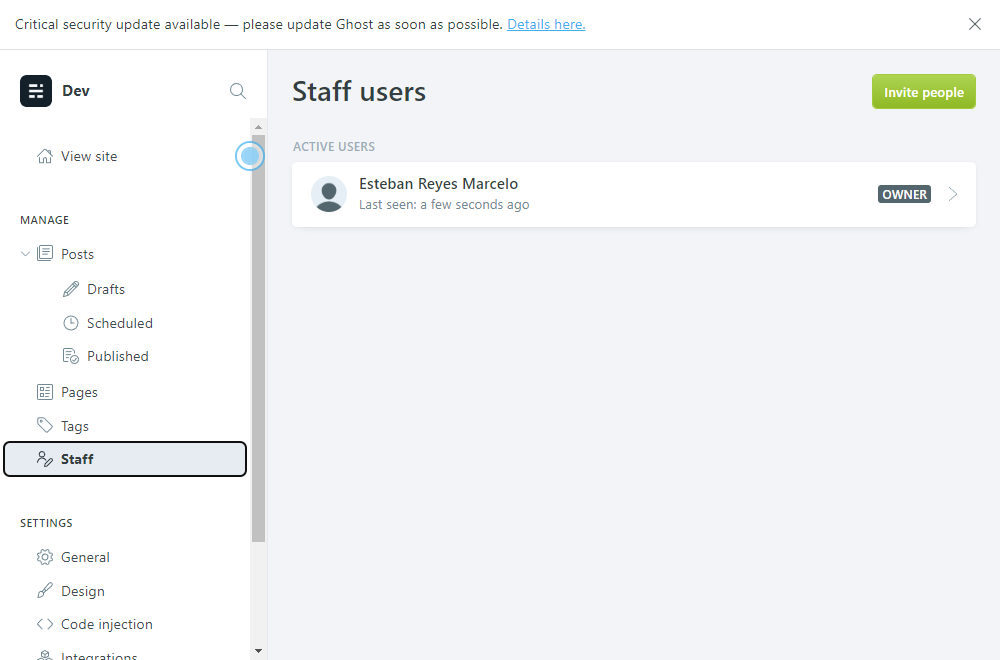 Critical security update available — please update Ghost as soon as possible. Details here.
Dev
View site
MANAGE
Posts
Drafts
Scheduled
Published
Pages
Tags
Staff
SETTINGS
General
Design
Code injection
Integrations
Staff users
Invite people
ACTIVE USERS
Esteban Reyes Marcelo
Last seen: a few seconds ago
OWNER